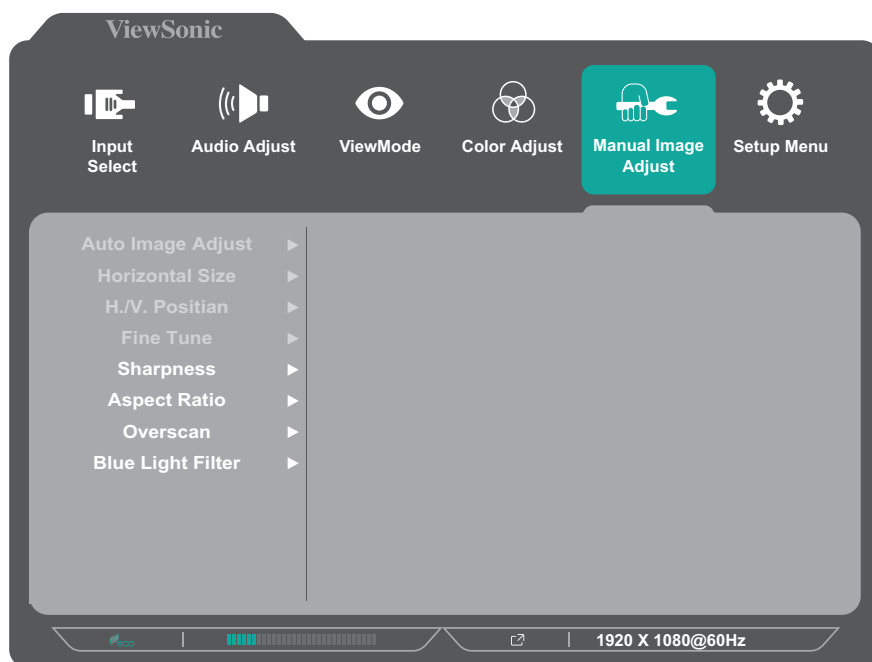 ViewSonic
Input Select
Audio Adjust
ViewMode
Color Adjust
Manual Image Adjust
Setup Menu
Auto Image Adjust
Horizontal Size
H./V. Positian
Fine Tune
Sharpness
Aspect Ratio
Overscan
Blue Light Filter
eco
1920 X 1080@60Hz